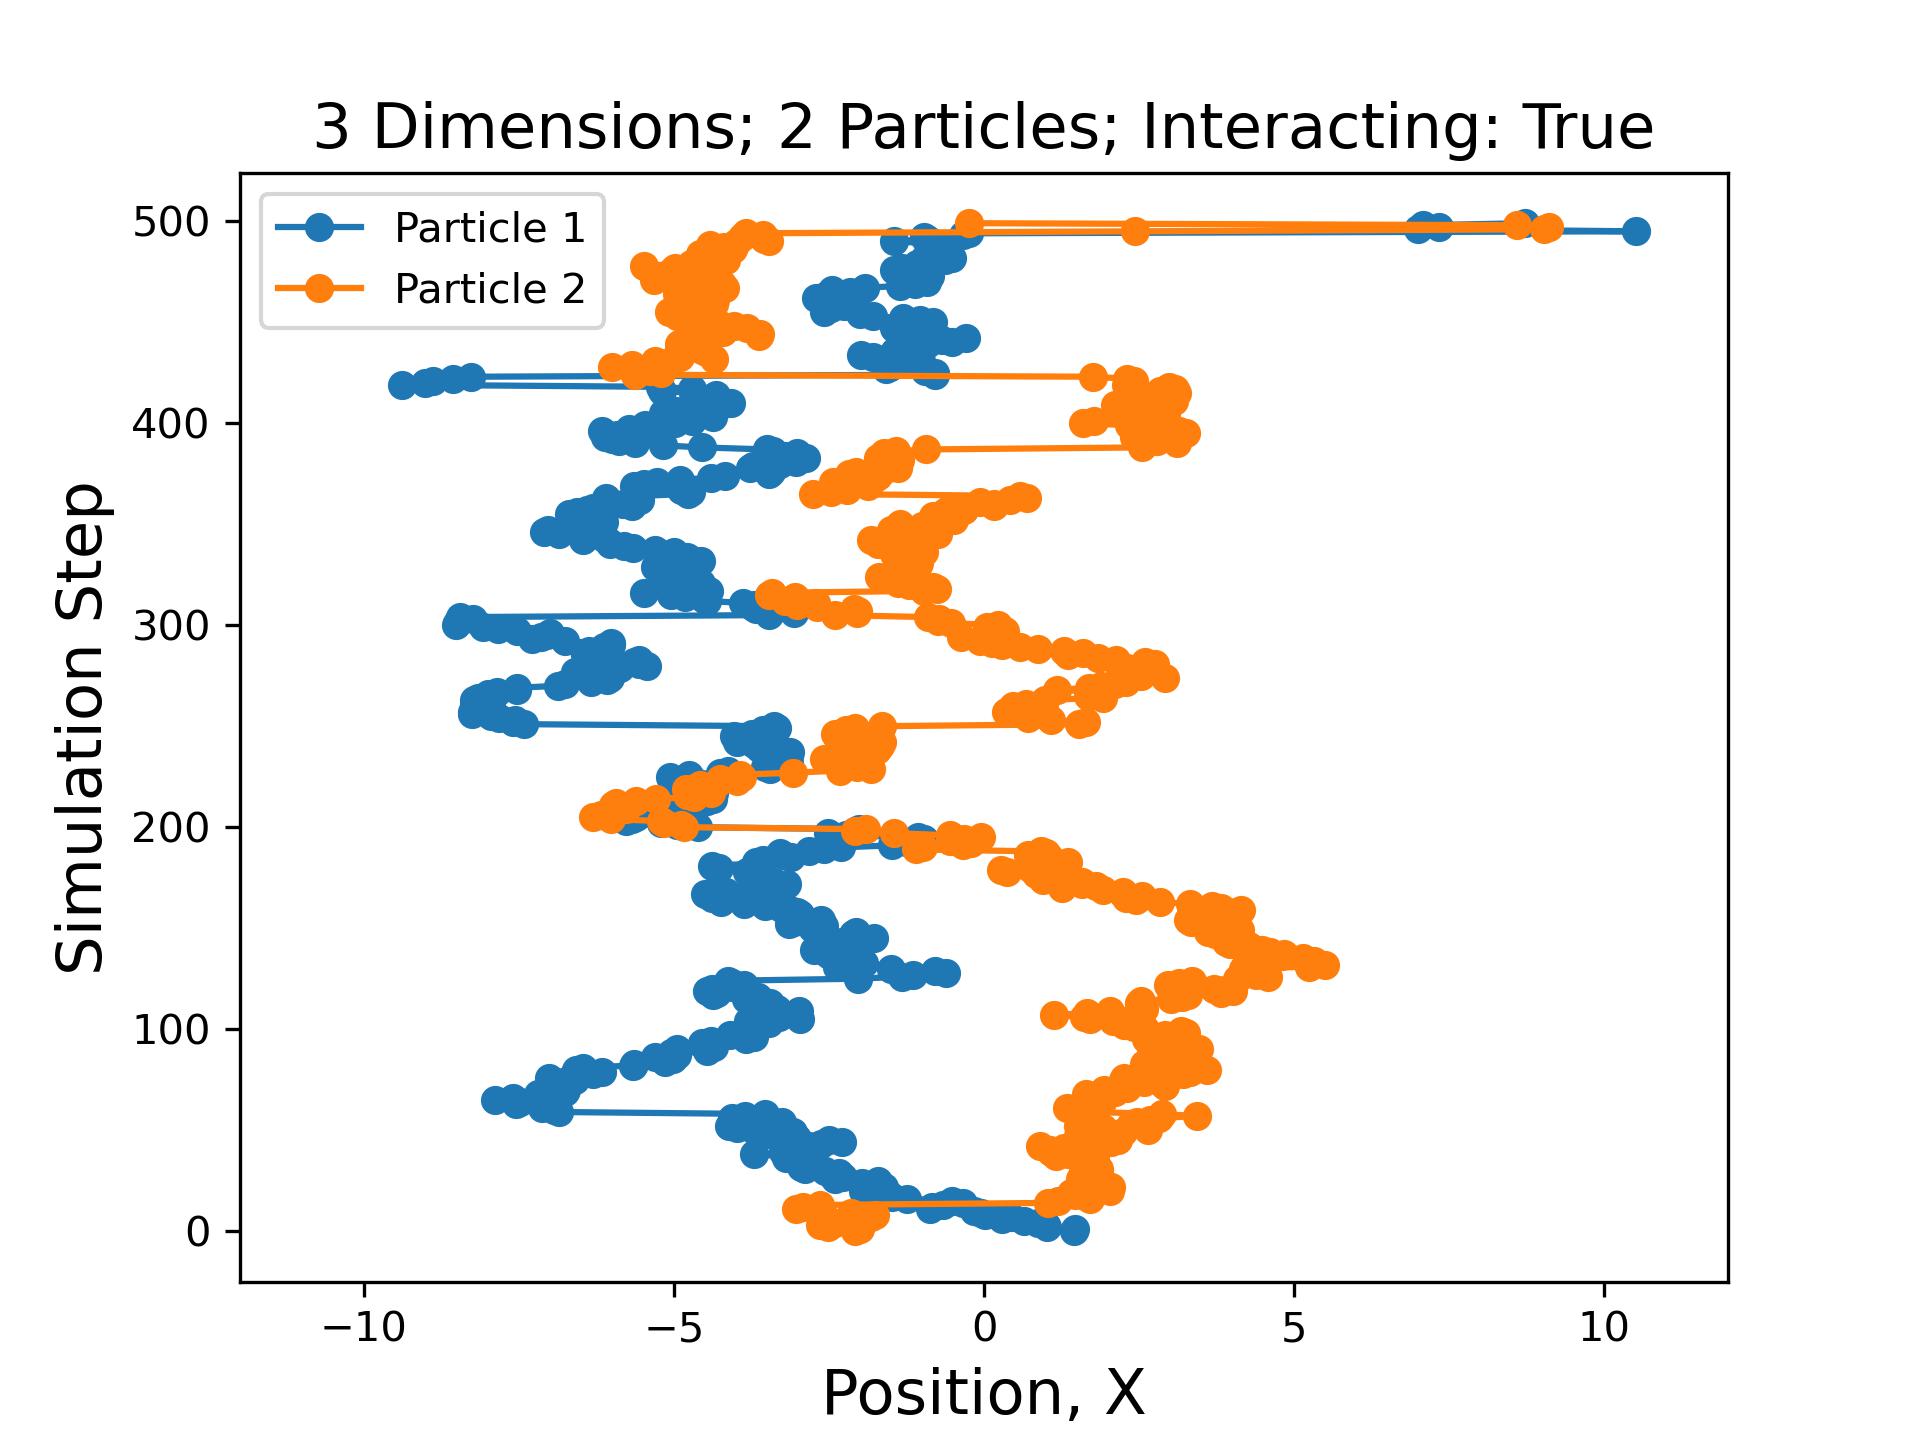 3 Dimensions; 2 Particles; Interacting: True
Particle 1
Particle 2
500
400
300
200
100
0
Simulation Step
−10
−5
0
5
10
Position, X